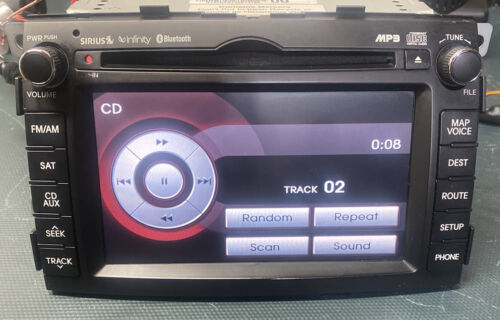 SIRIUS Infinity Bluetooth
MP3
PWR PUSH
TUNE
VOLUME
FILE
CD
0:08
TRACK 02
Random Repeat
Scan Sound
FM/AM
SAT
CD
AUX
SEEK
TRACK
MAP
VOICE
DEST
ROUTE
SETUP
PHONE